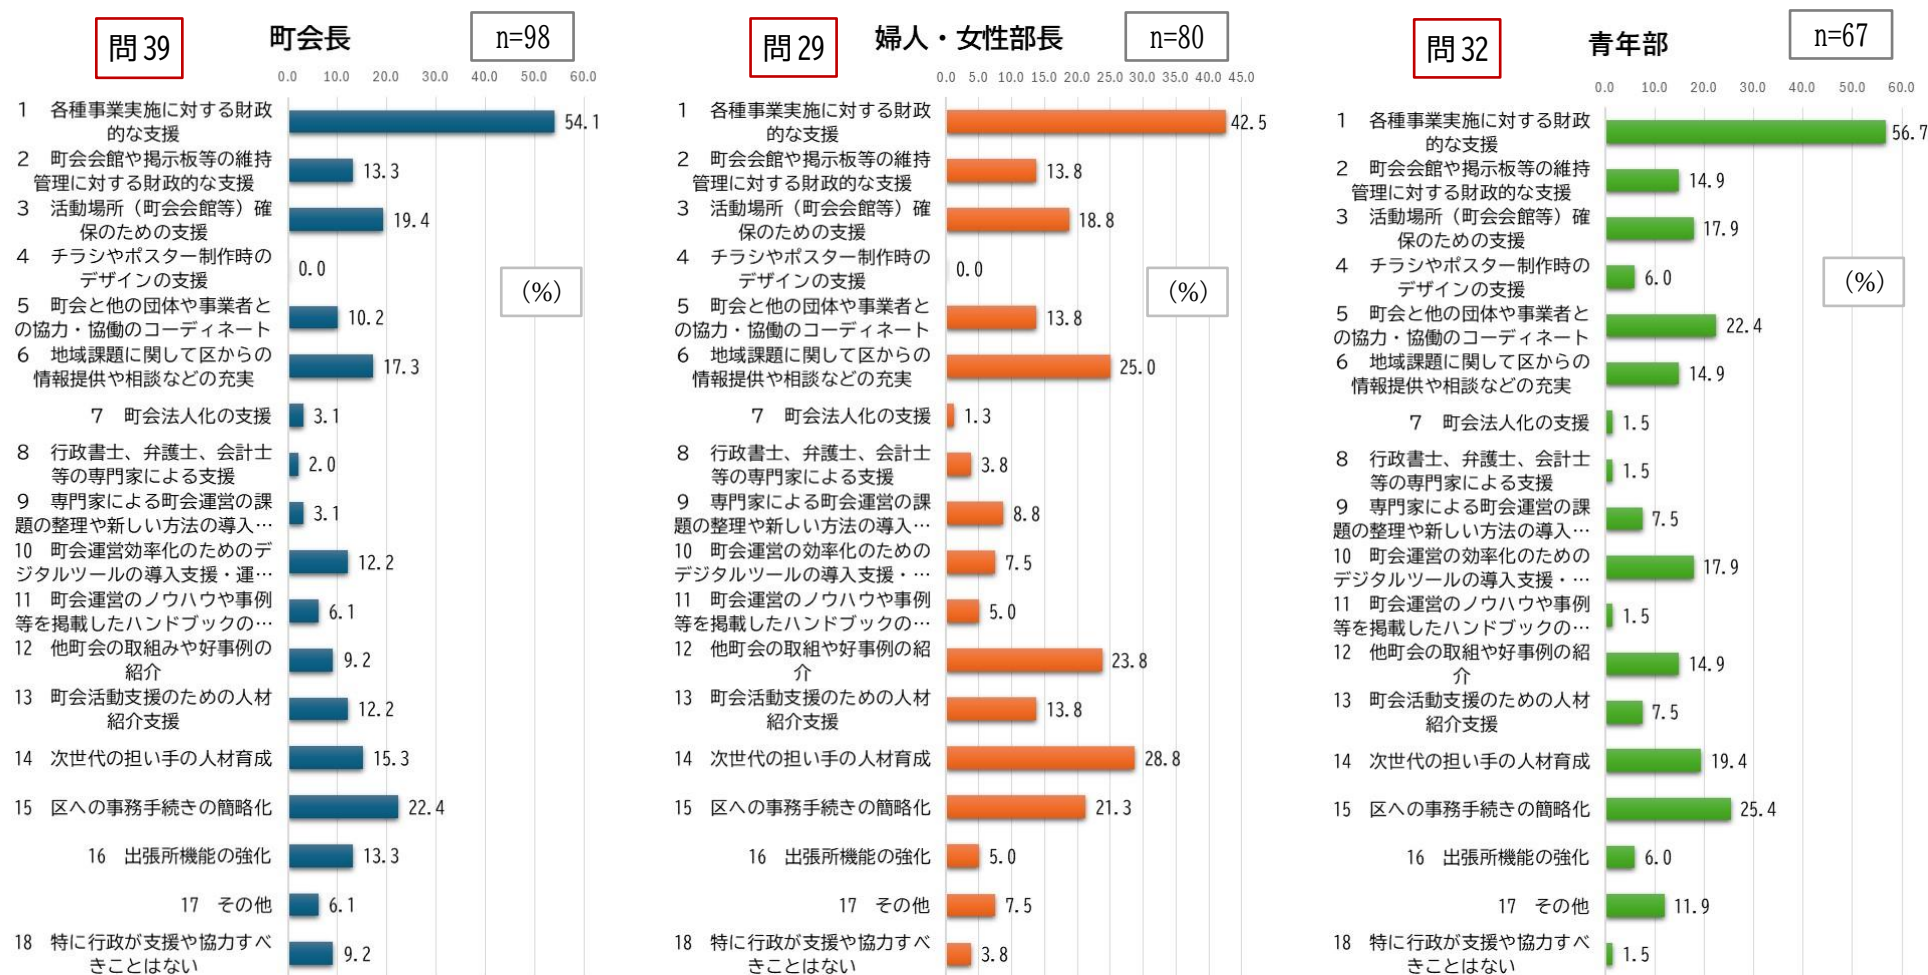 問39
町会長
n=98
0.0 10.0 20.0 30.0 40.0 50.0 60.0
1 各種事業実施に対する財政
的な支援
54.1
2 町会会館や掲示板等の維持
管理に対する財政的な支援
13.3
3 活動場所（町会会館等）確
保のための支援
19.4
4 チラシやポスター制作時の
デザインの支援
0.0
（%）
5 町会と他の団体や事業者と
の協力・協働のコーディネート
10.2
6 地域課題に関して区からの
情報提供や相談などの充実
17.3
7 町会法人化の支援
3.1
8 行政書士、弁護士、会計士
等の専門家による支援
2.0
9 専門家による町会運営の課
題の整理や新しい方法の導入…
3.1
10 町会運営効率化のためのデ
ジタルツールの導入支援・運…
12.2
11 町会運営のノウハウや事例
等を掲載したハンドブックの…
6.1
12 他町会の取組みや好事例の
紹介
9.2
13 町会活動支援のための人材
紹介支援
12.2
14 次世代の担い手の人材育成
15.3
15 区への事務手続きの簡略化
22.4
16 出張所機能の強化
13.3
17 その他
6.1
18 特に行政が支援や協力すべ
きことはない
9.2
問29
婦人・女性部長
n=80
0.0 5.0 10.0 15.0 20.0 25.0 30.0 35.0 40.0 45.0
1 各種事業実施に対する財政
的な支援
42.5
2 町会会館や掲示板等の維持
管理に対する財政的な支援
13.8
3 活動場所（町会会館等）確
保のための支援
18.8
4 チラシやポスター制作時の
デザインの支援
0.0
（%）
5 町会と他の団体や事業者と
の協力・協働のコーディネート
13.8
6 地域課題に関して区からの
情報提供や相談などの充実
25.0
7 町会法人化の支援
1.3
8 行政書士、弁護士、会計士
等の専門家による支援
3.8
9 専門家による町会運営の課
題の整理や新しい方法の導入…
8.8
10 町会運営の効率化のための
デジタルツールの導入支援・…
7.5
11 町会運営のノウハウや事例
等を掲載したハンドブックの…
5.0
12 他町会の取組や好事例の紹
介
23.8
13 町会活動支援のための人材
紹介支援
13.8
14 次世代の担い手の人材育成
28.8
15 区への事務手続きの簡略化
21.3
16 出張所機能の強化
5.0
17 その他
7.5
18 特に行政が支援や協力すべ
きことはない
3.8
問32
青年部
n=67
0.0 10.0 20.0 30.0 40.0 50.0 60.0
1 各種事業実施に対する財政
的な支援
56.7
2 町会会館や掲示板等の維持
管理に対する財政的な支援
14.9
3 活動場所（町会会館等）確
保のための支援
17.9
4 チラシやポスター制作時の
デザインの支援
6.0
（%）
5 町会と他の団体や事業者と
の協力・協働のコーディネート
22.4
6 地域課題に関して区からの
情報提供や相談などの充実
14.9
7 町会法人化の支援
1.5
8 行政書士、弁護士、会計士
等の専門家による支援
1.5
9 専門家による町会運営の課
題の整理や新しい方法の導入…
7.5
10 町会運営の効率化のための
デジタルツールの導入支援・…
17.9
11 町会運営のノウハウや事例
等を掲載したハンドブックの…
1.5
12 他町会の取組や好事例の紹
介
14.9
13 町会活動支援のための人材
紹介支援
7.5
14 次世代の担い手の人材育成
19.4
15 区への事務手続きの簡略化
25.4
16 出張所機能の強化
6.0
17 その他
11.9
18 特に行政が支援や協力すべ
きことはない
1.5